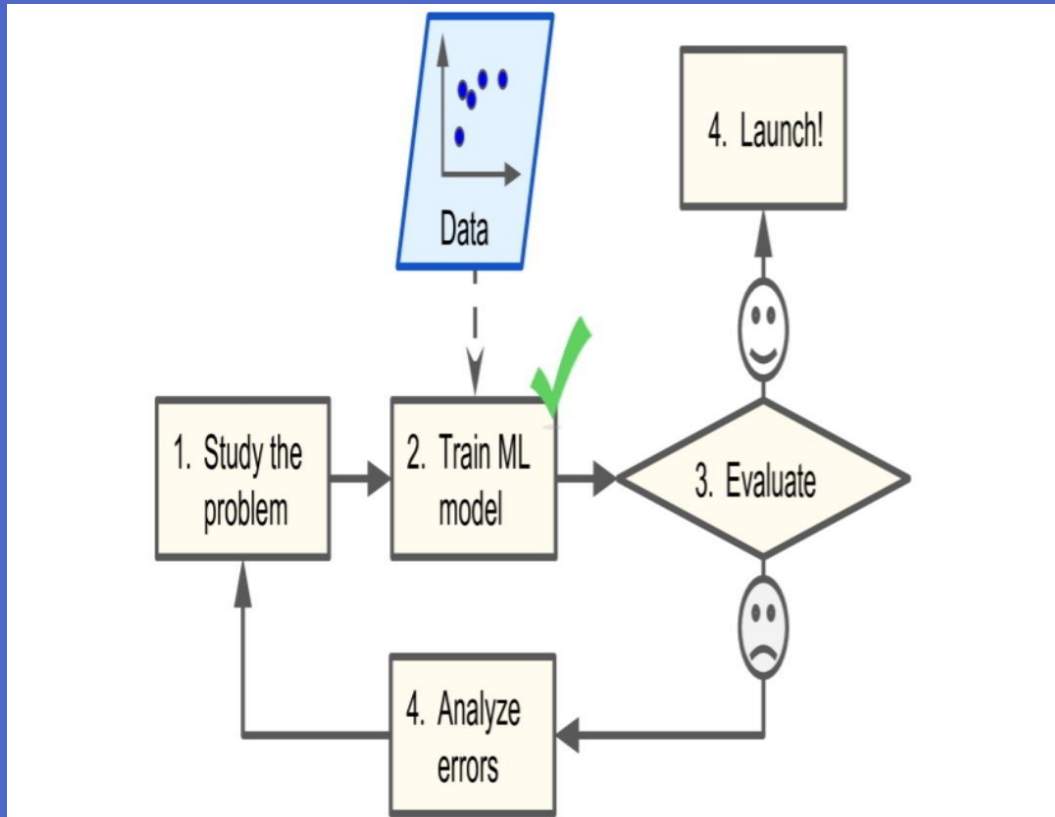 Data
4. Launch!
1. Study the
problem
2. Train ML
model
3. Evaluate
4. Analyze
errors